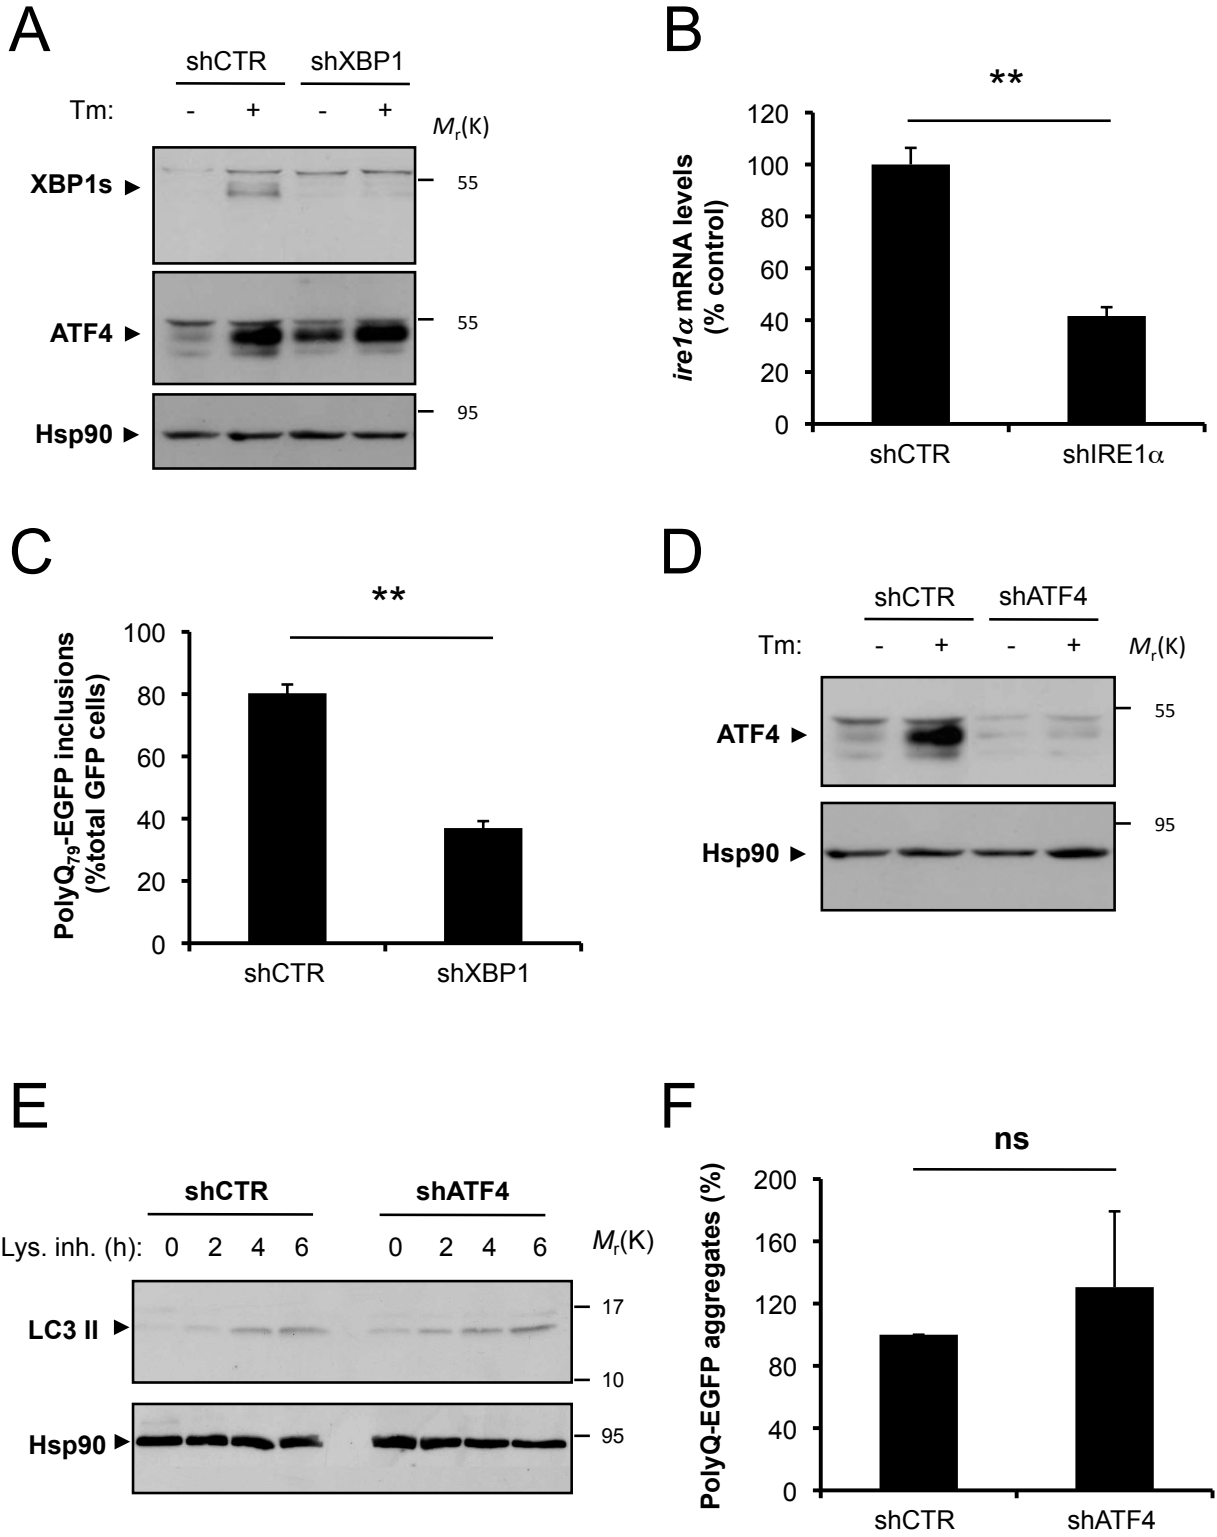 A
shCTR shXBP1
Tm: - + - + Mr(K)
XBP1s 55
ATF4 55
Hsp90 95
B
**
ire1α mRNA levels
(% control)
120
100
80
60
40
20
0
shCTR shIRE1α
C
**
PolyQ79-EGFP inclusions
(%total GFP cells)
100
80
60
40
20
0
shCTR shXBP1
D
shCTR shATF4
Tm: - + - + Mr(K)
ATF4 55
Hsp90 95
E
shCTR shATF4
Lys. inh. (h): 0 2 4 6 0 2 4 6 Mr(K)
17
LC3 II
10
Hsp90 95
F
ns
PolyQ-EGFP aggregates (%)
200
160
120
80
40
0
shCTR shATF4